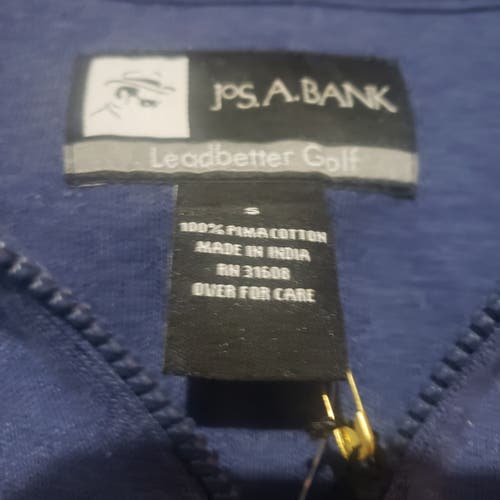 JOS. A. BANK
Leadbetter Golf
S
100% PIMA COTTON
MADE IN INDIA
RN 31608
OVER FOR CARE